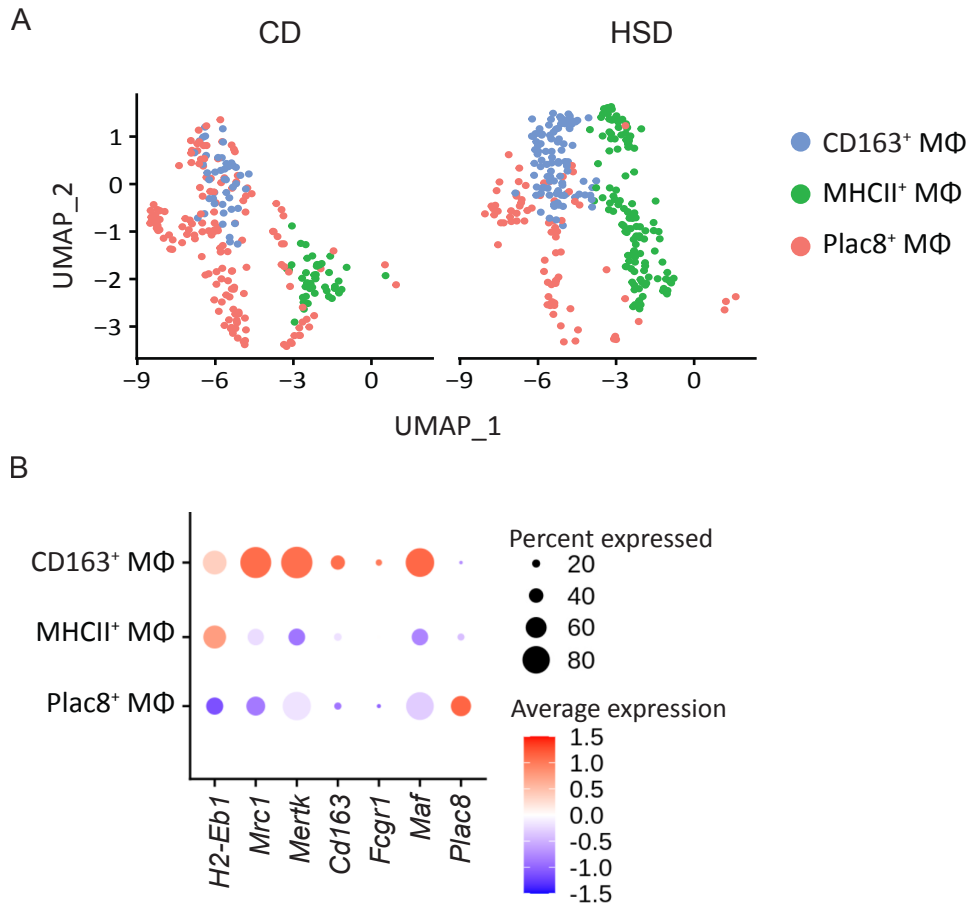 A
CD
HSD
UMAP_2
1
0
−1
−2
−3
−9
−6
−3
0
−9
−6
−3
0
UMAP_1
CD163⁺ MΦ
MHCII⁺ MΦ
Plac8⁺ MΦ
B
CD163⁺ MΦ
MHCII⁺ MΦ
Plac8⁺ MΦ
H2-Eb1
Mrc1
Mertk
Cd163
Fcgr1
Maf
Plac8
Percent expressed
20
40
60
80
Average expression
1.5
1.0
0.5
0.0
-0.5
-1.0
-1.5